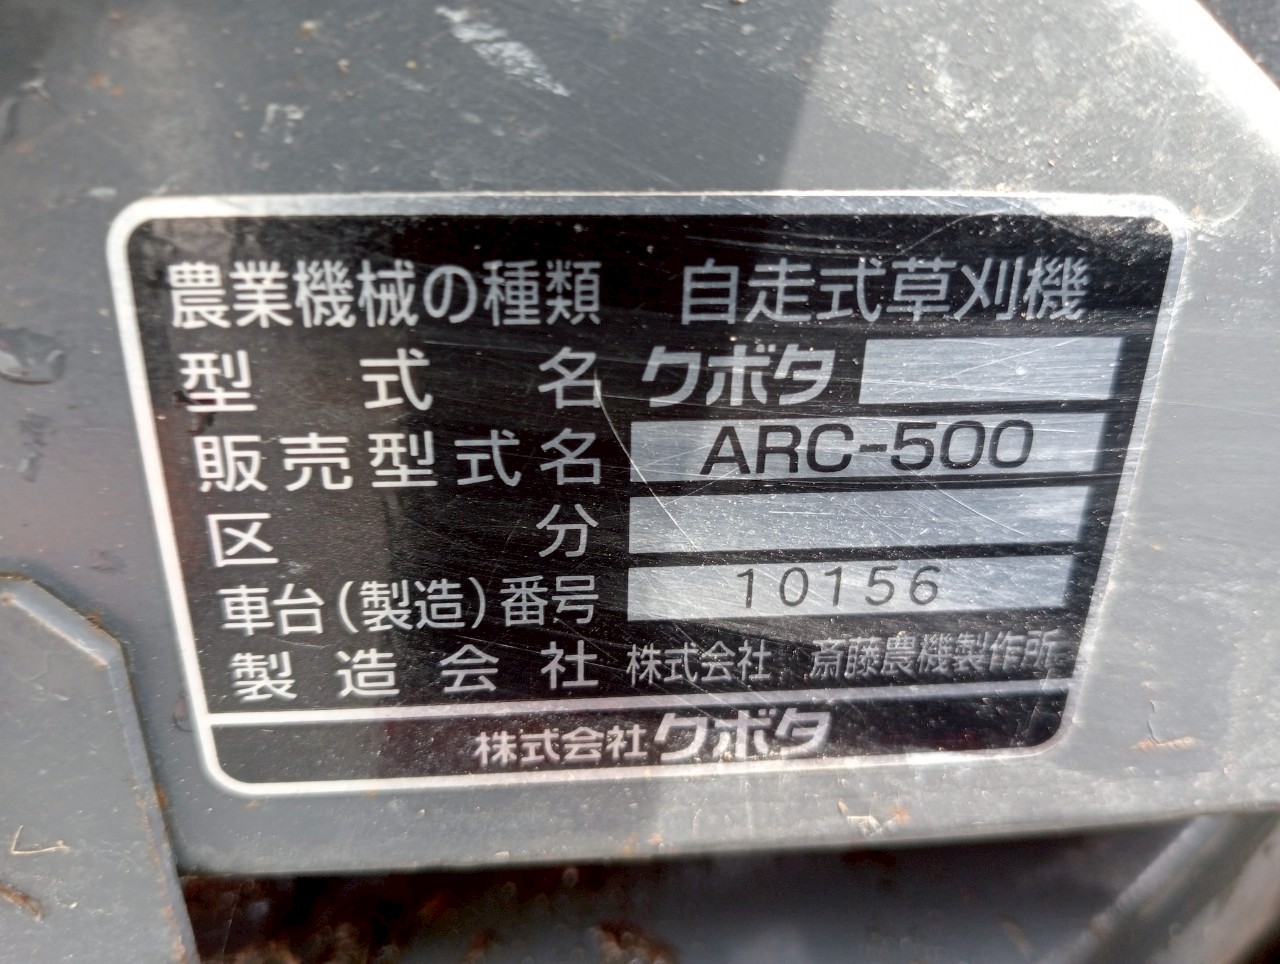 農業機械の種類 自走式草刈機
型式名 クボタ
販売型式名 ARC-500
区分
車台(製造)番号 10156
製造会社 株式会社 斎藤農機製作所
株式会社クボタ